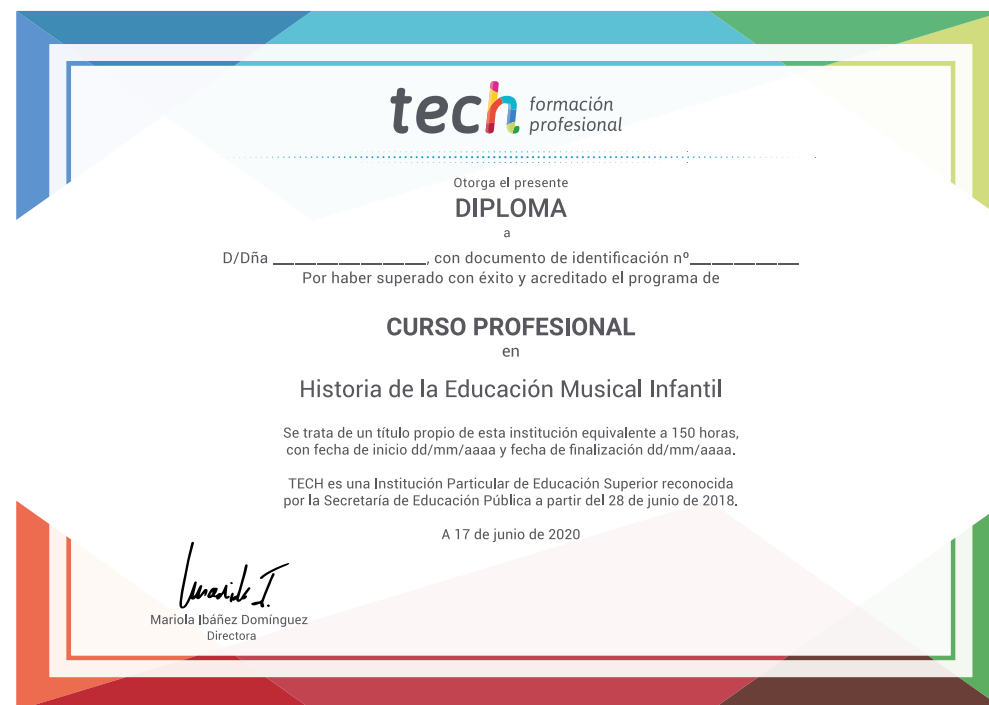 tech formación
profesional
Otorga el presente
DIPLOMA
a
D/Dña __________________, con documento de identificación nº_____________
Por haber superado con éxito y acreditado el programa de
CURSO PROFESIONAL
en
Historia de la Educación Musical Infantil
Se trata de un título propio de esta institución equivalente a 150 horas,
con fecha de inicio dd/mm/aaaa y fecha de finalización dd/mm/aaaa.
TECH es una Institución Particular de Educación Superior reconocida
por la Secretaría de Educación Pública a partir del 28 de junio de 2018.
A 17 de junio de 2020
Mariola Ibáñez Domínguez
Directora